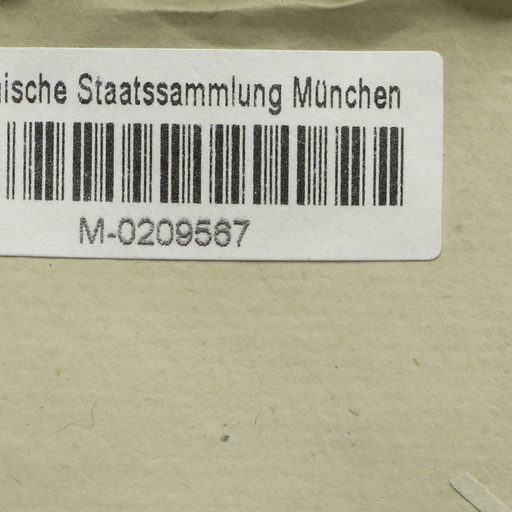 ische Staatssammlung München
M-0209567